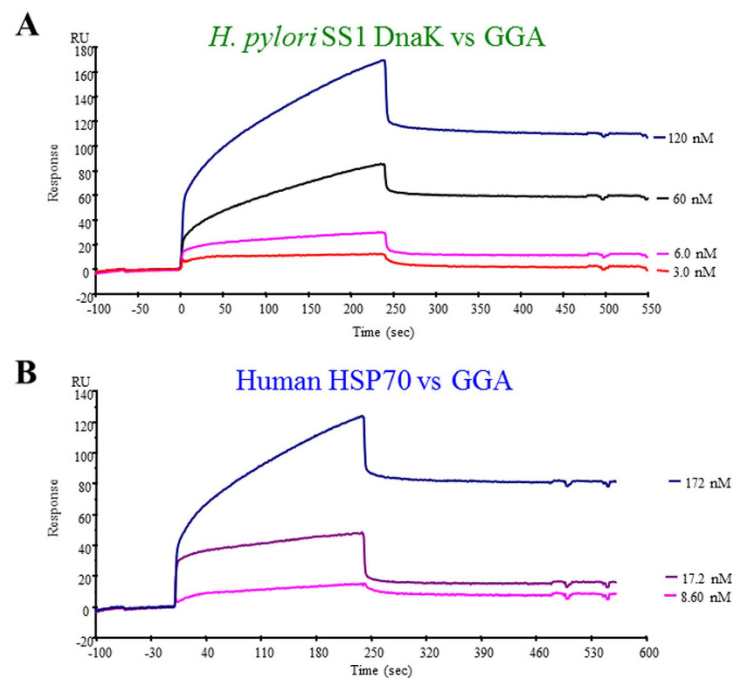 A
H. pylori SS1 DnaK vs GGA
RU
180
160
140
120
100
80
60
40
20
0
-20
Response
120 nM
60 nM
6.0 nM
3.0 nM
-100 -50 0 50 100 150 200 250 300 350 400 450 500 550
Time (sec)
B
Human HSP70 vs GGA
RU
140
120
100
80
60
40
20
0
-20
Response
172 nM
17.2 nM
8.60 nM
-100 -30 40 110 180 250 320 390 460 530 600
Time (sec)